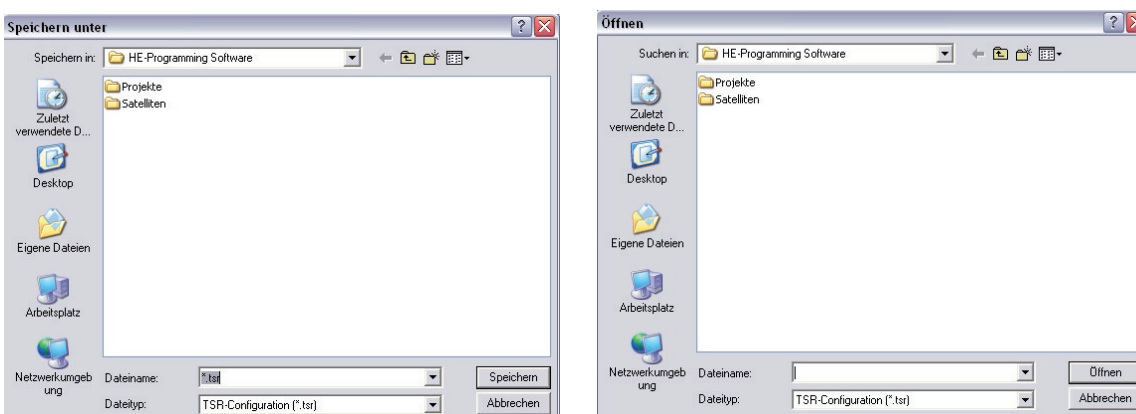 Speichern unter
Speichern in: HE-Programming Software
Projekte
Satelliten
Zuletzt
verwendete D...
Desktop
Eigene Dateien
Arbeitsplatz
Netzwerkumgeb
ung
Dateiname: *.tsr Speichern
Dateityp: TSR-Configuration (*.tsr) Abbrechen
Öffnen
Suchen in: HE-Programming Software
Projekte
Satelliten
Zuletzt
verwendete D...
Desktop
Eigene Dateien
Arbeitsplatz
Netzwerkumgeb
ung
Dateiname: Öffnen
Dateityp: TSR-Configuration (*.tsr) Abbrechen